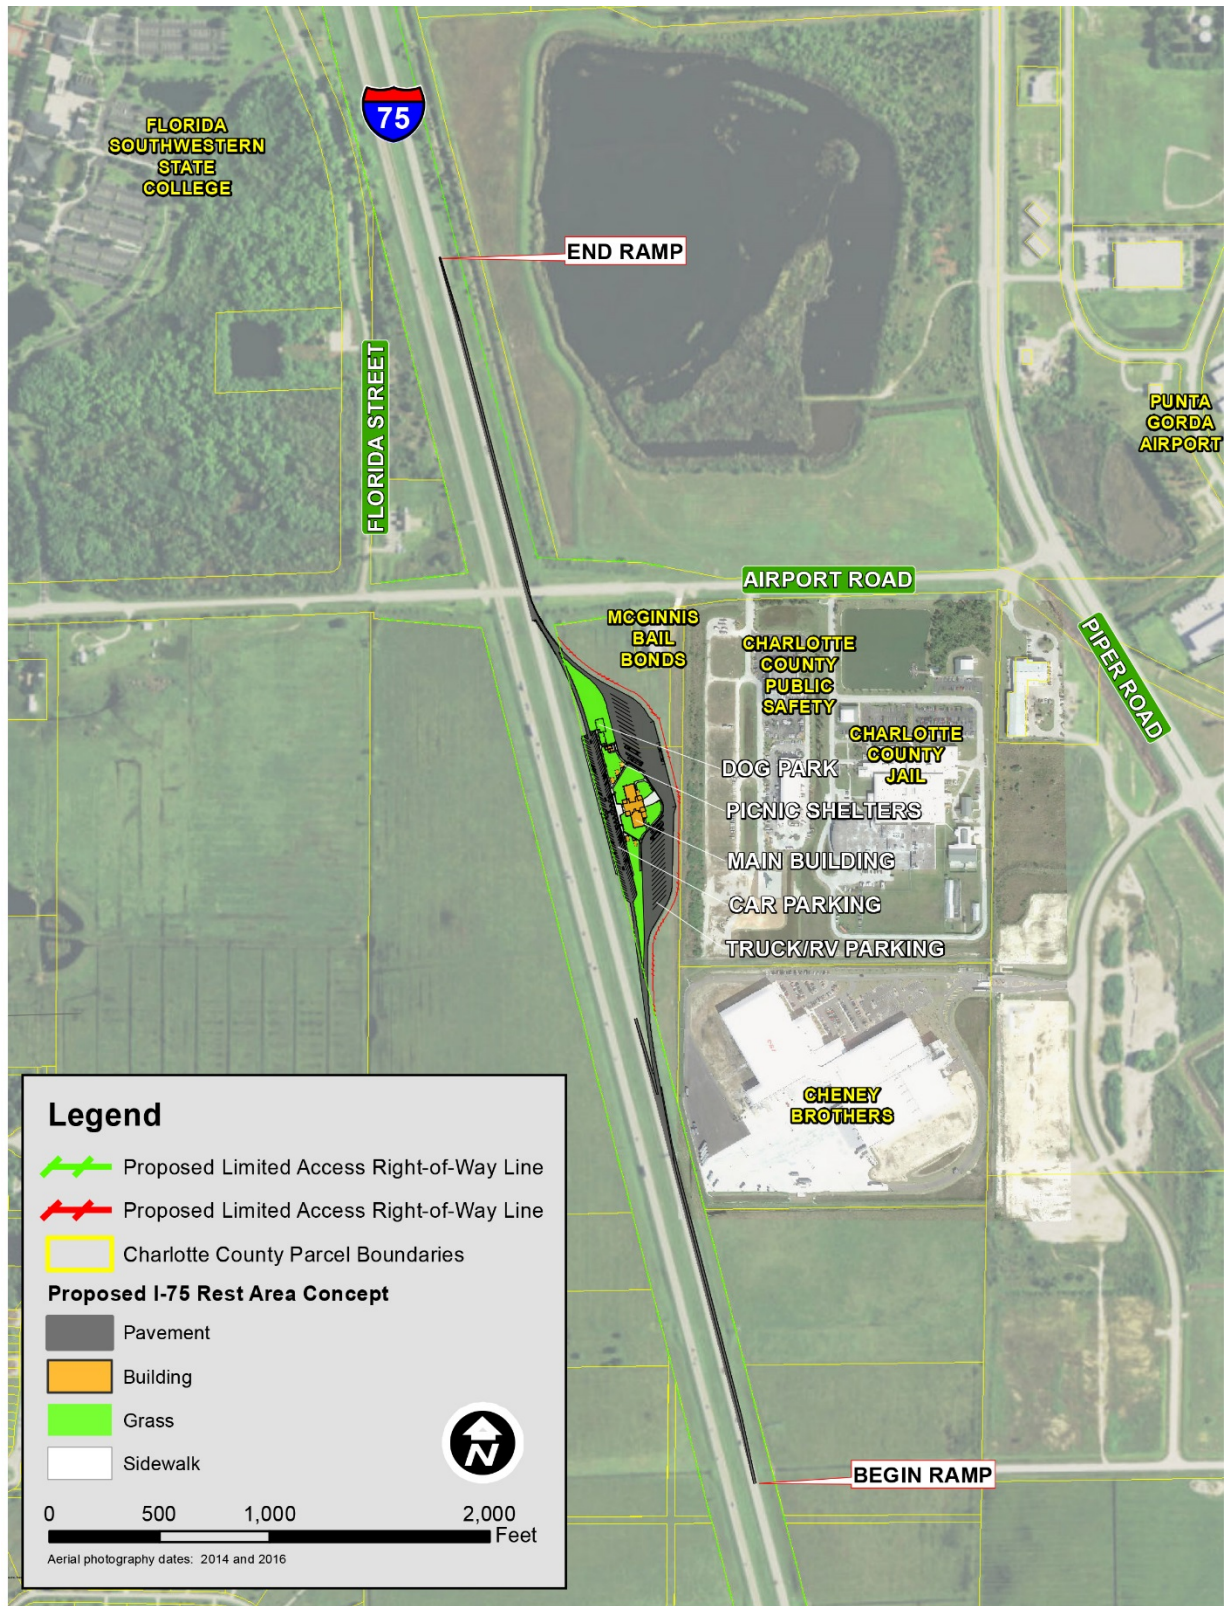 75
FLORIDA
SOUTHWESTERN
STATE
COLLEGE
END RAMP
FLORIDA STREET
PUNTA
GORDA
AIRPORT
AIRPORT ROAD
MCGINNIS
BAIL
BONDS
CHARLOTTE
COUNTY
PUBLIC
SAFETY
PIPER ROAD
CHARLOTTE
COUNTY
JAIL
DOG PARK
PICNIC SHELTERS
MAIN BUILDING
CAR PARKING
TRUCK/RV PARKING
CHENEY
BROTHERS
Legend
Proposed Limited Access Right-of-Way Line
Proposed Limited Access Right-of-Way Line
Charlotte County Parcel Boundaries
Proposed I-75 Rest Area Concept
Pavement
Building
Grass
Sidewalk
N
0 500 1,000 2,000
Feet
Aerial photography dates: 2014 and 2016
BEGIN RAMP